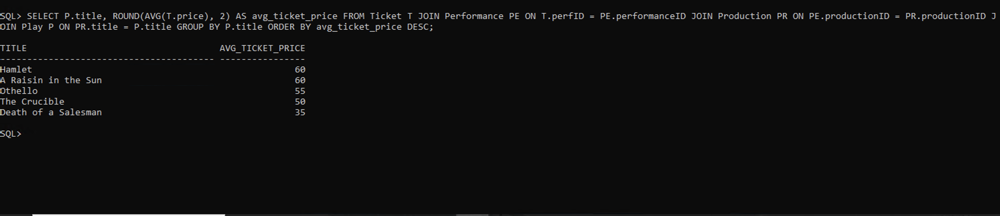 SQL> SELECT P.title, ROUND(AVG(T.price), 2) AS avg_ticket_price FROM Ticket T JOIN Performance PE ON T.perfID = PE.performanceID JOIN Production PR ON PE.productionID = PR.productionID J
OIN Play P ON PR.title = P.title GROUP BY P.title ORDER BY avg_ticket_price DESC;
TITLE AVG_TICKET_PRICE
---------------------------------------- ----------------
Hamlet 60
A Raisin in the Sun 60
Othello 55
The Crucible 50
Death of a Salesman 35
SQL>